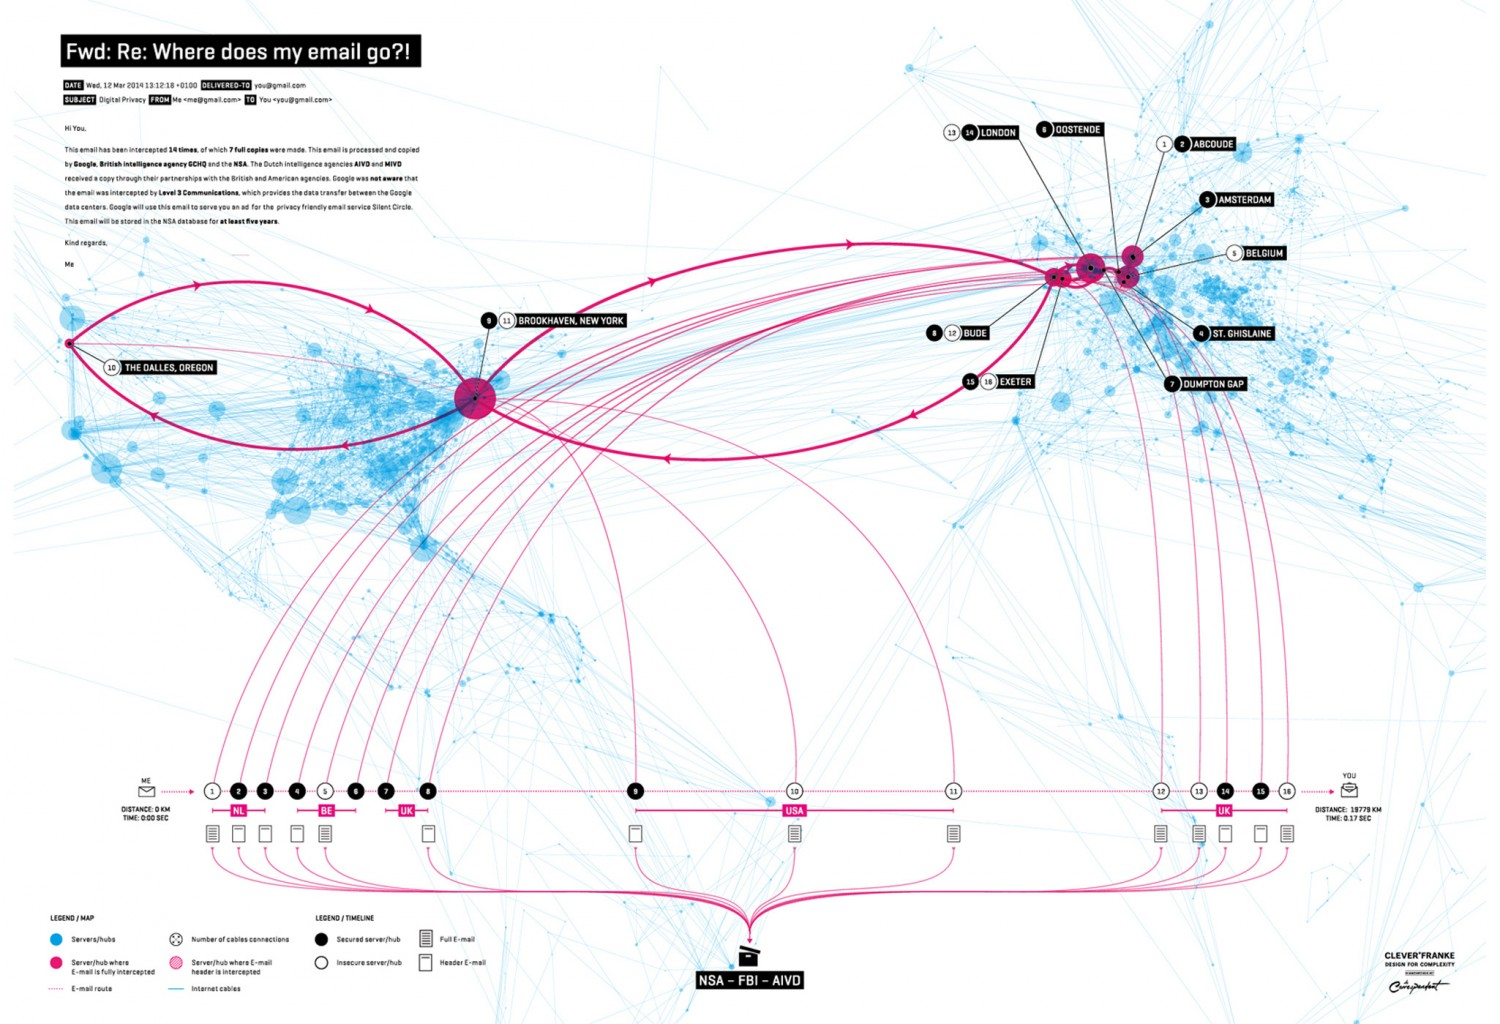 Fwd: Re: Where does my email go?!
DATE Wed, 12 Mar 2014 13:12:18 +0100 DELIVERED-TO you@gmail.com
SUBJECT Digital Privacy FROM Me <me@gmail.com> TO You <you@gmail.com>
Hi You,
This email has been intercepted 14 times, of which 7 full copies were made. This email is processed and copied
by Google, British intelligence agency GCHQ and the NSA. The Dutch intelligence agencies AIVD and MIVD
received a copy through their partnerships with the British and American agencies. Google was not aware that
the email was intercepted by Level 3 Communications, which provides the data transfer between the Google
data centers. Google will use this email to serve you an ad for the privacy friendly email service Silent Circle.
This email will be stored in the NSA database for at least five years.
Kind regards,
Me
13 14 LONDON
6 OOSTENDE
1 2 ABCOUDE
3 AMSTERDAM
5 BELGIUM
9 11 BROOKHAVEN, NEW YORK
8 12 BUDE
4 ST. GHISLAINE
10 THE DALLES, OREGON
15 16 EXETER
7 DUMPTON GAP
ME
YOU
1 2 3 4 5 6 7 8 9 10 11 12 13 14 15 16
NL BE UK USA UK
DISTANCE: 0 KM
TIME: 0:00 SEC
DISTANCE: 19779 KM
TIME: 0.17 SEC
LEGEND / MAP
Servers/hubs
Number of cables connections
Server/hub where
E-mail is fully intercepted
Server/hub where E-mail
header is intercepted
E-mail route
Internet cables
LEGEND / TIMELINE
Secured server/hub
Full E-mail
Insecure server/hub
Header E-mail
NSA – FBI – AIVD
CLEVER°FRANKE
DESIGN FOR COMPLEXITY
de Correspondent